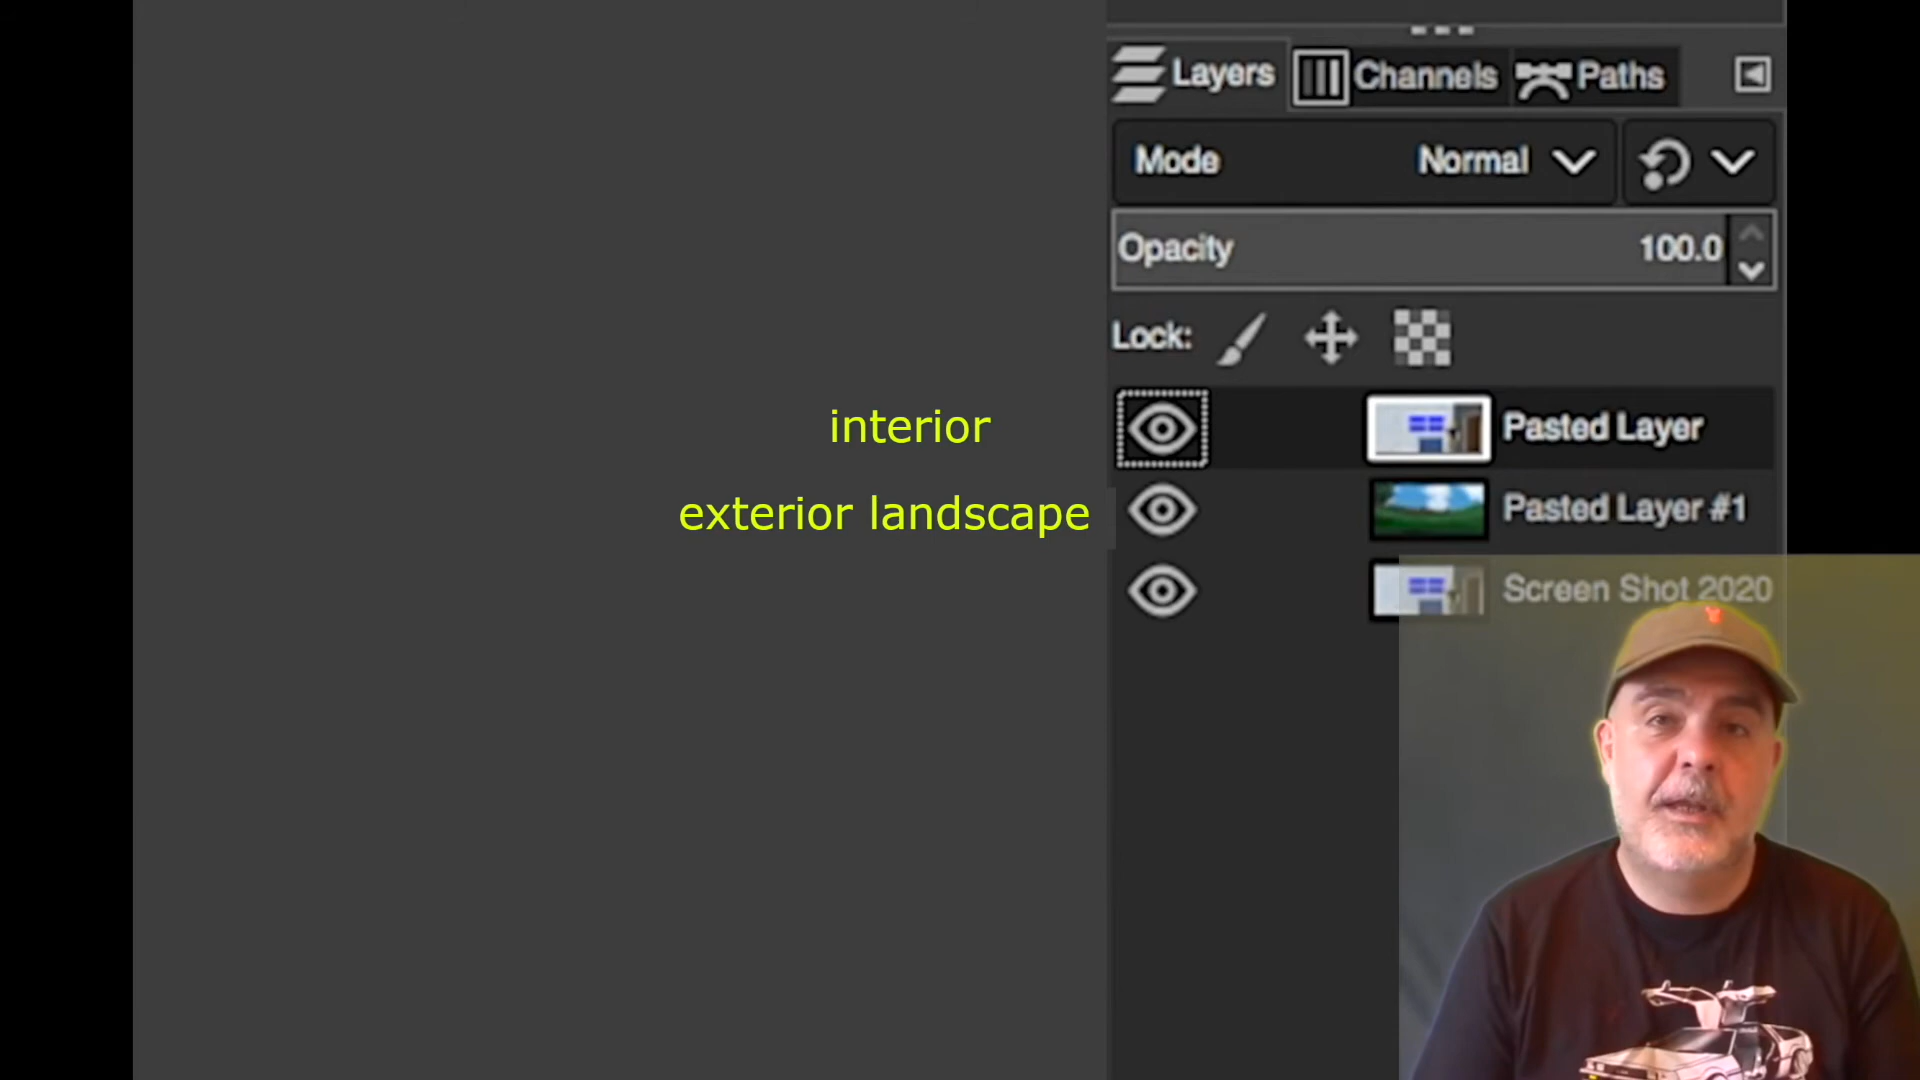 Layers Channels Paths
Mode Normal
Opacity 100.0
Lock:
interior Pasted Layer
exterior landscape Pasted Layer #1
Screen Shot 2020